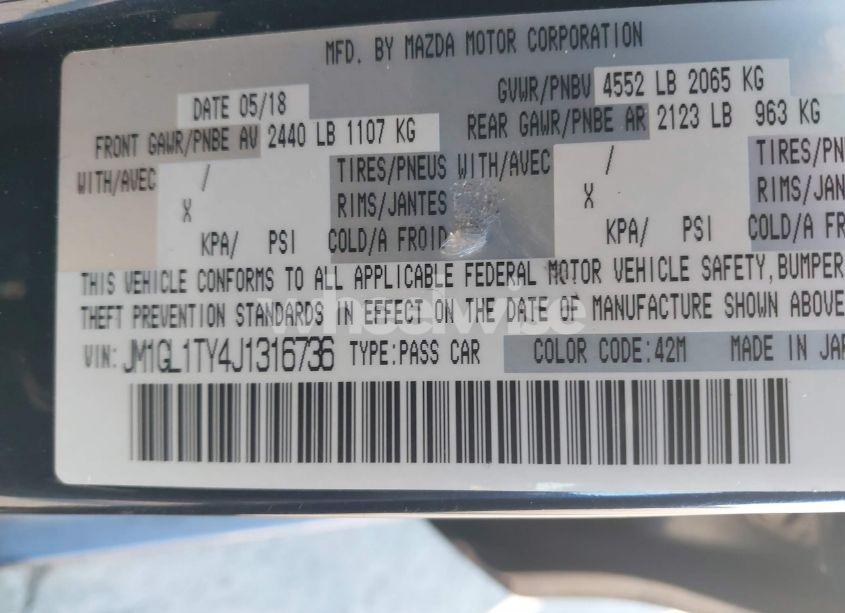 MFD. BY MAZDA MOTOR CORPORATION
DATE 05/18 GVWR/PNBV 4552 LB 2065 KG
FRONT GAWR/PNBE AV 2440 LB 1107 KG REAR GAWR/PNBE AR 2123 LB 963 KG
WITH/AVEC / TIRES/PNEUS WITH/AVEC / TIRES/PN
X RIMS/JANTES X RIMS/JANTES
KPA/ PSI COLD/A FROID KPA/ PSI COLD/A FR
THIS VEHICLE CONFORMS TO ALL APPLICABLE FEDERAL MOTOR VEHICLE SAFETY, BUMPER
THEFT PREVENTION STANDARDS IN EFFECT ON THE DATE OF MANUFACTURE SHOWN ABOVE
wheelwise
VIN: JM1GL1TY4J1316736 TYPE:PASS CAR COLOR CODE:42M MADE IN JAP